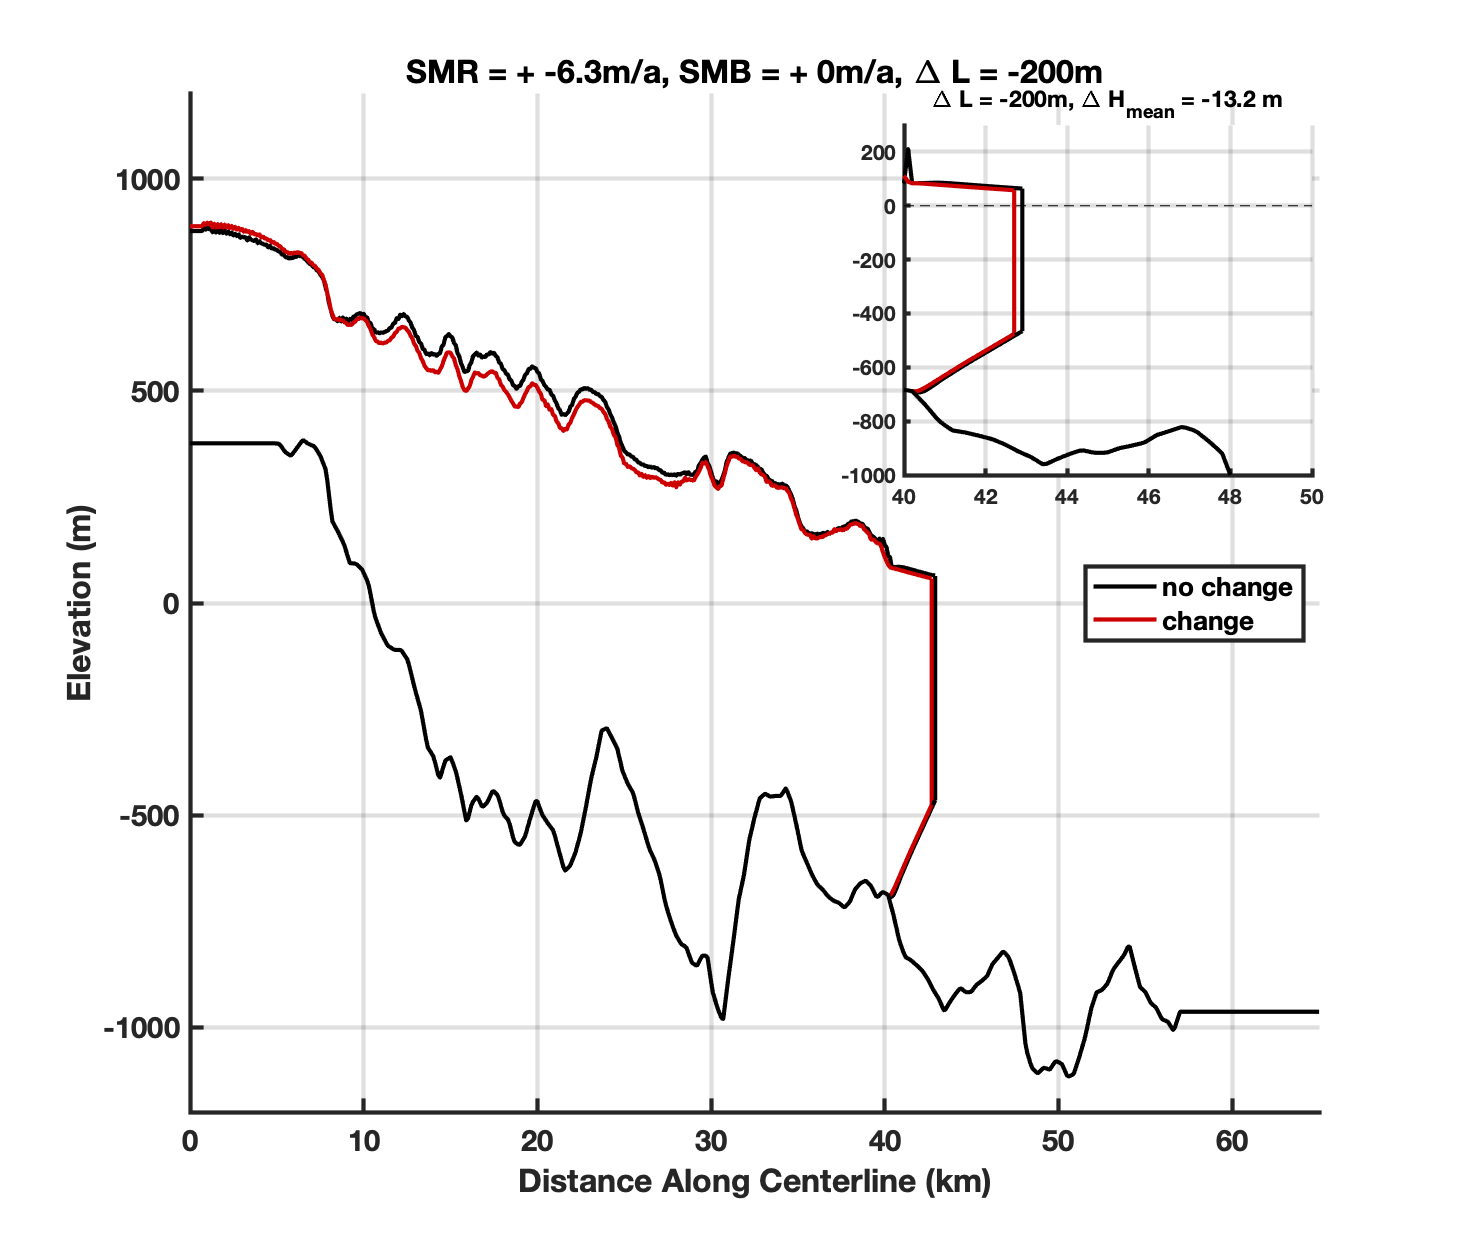 SMR = + -6.3m/a, SMB = + 0m/a, Δ L = -200m
Δ L = -200m, Δ H_mean = -13.2 m
200
0
-200
-400
-600
-800
-1000
40 42 44 46 48 50
1000
500
0
-500
-1000
Elevation (m)
no change
change
0 10 20 30 40 50 60
Distance Along Centerline (km)